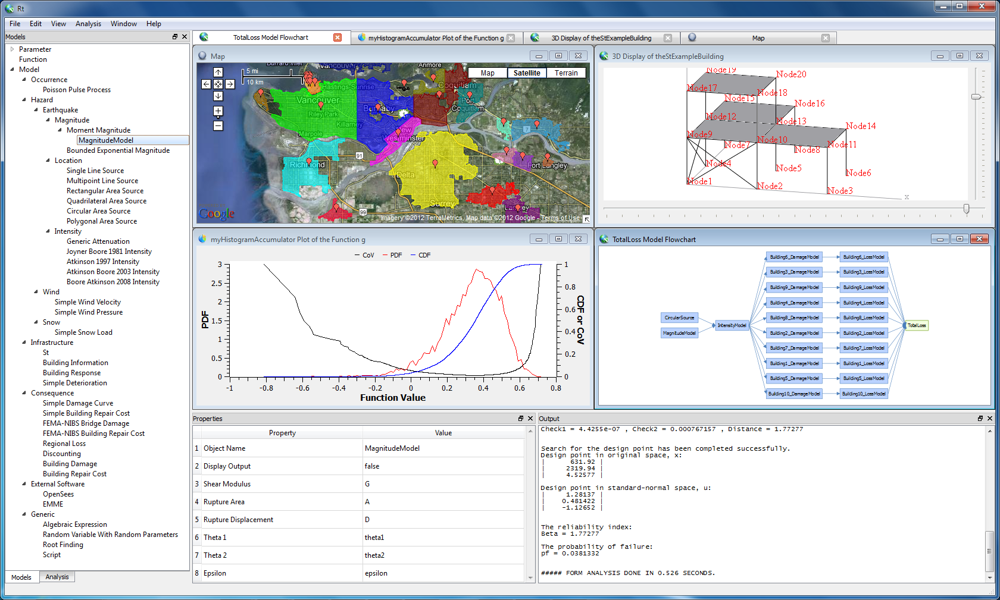 Rt
File Edit View Analysis Window Help
Models
Parameter
Function
Model
Occurrence
Poisson Pulse Process
Hazard
Earthquake
Magnitude
Moment Magnitude
MagnitudeModel
Bounded Exponential Magnitude
Location
Single Line Source
Multipoint Line Source
Rectangular Area Source
Quadrilateral Area Source
Circular Area Source
Polygonal Area Source
Intensity
Generic Attenuation
Joyner Boore 1981 Intensity
Atkinson 1997 Intensity
Atkinson Boore 2003 Intensity
Boore Atkinson 2008 Intensity
Wind
Simple Wind Velocity
Simple Wind Pressure
Snow
Simple Snow Load
Infrastructure
St
Building Information
Building Response
Simple Deterioration
Consequence
Simple Damage Curve
Simple Building Repair Cost
FEMA-NIBS Bridge Damage
FEMA-NIBS Building Repair Cost
Regional Loss
Discounting
Building Damage
Building Repair Cost
External Software
OpenSees
EMME
Generic
Algebraic Expression
Random Variable With Random Parameters
Root Finding
Script
Models Analysis
TotalLoss Model Flowchart myHistogramAccumulator Plot of the Function g 3D Display of theStExampleBuilding Map
Map
5 mi
10 km
Map Satellite Terrain
Burrard Inlet
Vancouver
Anmore
Hastings-Sunrise
Coquitlam
Vancouver
Riley Park
Burnaby
Port
Coquitlam
Killarney
Marpole
New
Westminster
7
91
Richmond
Fort Langley
Delta
Surrey
Langley
99
Google
Imagery ©2012 TerraMetrics, Map data ©2012 Google - Terms of Use
3D Display of theStExampleBuilding
Node19
Node20
Node17
Node18
Node15
Node16
Node12
Node13
Node14
Node9
Node10
Node11
Node7
Node8
Node4
Node5
Node6
Node1
Node2
Node3
X
myHistogramAccumulator Plot of the Function g
CoV PDF CDF
3
2.5
2
1.5
1
0.5
0
PDF
1
0.8
0.6
0.4
0.2
0
CDF or CoV
-1 -0.8 -0.6 -0.4 -0.2 0 0.2 0.4 0.6 0.8
Function Value
TotalLoss Model Flowchart
Building6_DamageModel Building6_LossModel
Building3_DamageModel Building3_LossModel
Building9_DamageModel Building9_LossModel
Building4_DamageModel Building4_LossModel
CircularSource Building8_DamageModel Building8_LossModel
IntensityModel TotalLoss
MagnitudeModel Building2_DamageModel Building2_LossModel
Building7_DamageModel Building7_LossModel
Building1_DamageModel Building1_LossModel
Building5_DamageModel Building5_LossModel
Building10_DamageModel Building10_LossModel
Properties
Property Value
1 Object Name MagnitudeModel
2 Display Output false
3 Shear Modulus G
4 Rupture Area A
5 Rupture Displacement D
6 Theta 1 theta1
7 Theta 2 theta2
8 Epsilon epsilon
Output
Check1 = 4.4255e-07 , Check2 = 0.000767157 , Distance = 1.77277
Search for the design point has been completed successfully.
Design point in original space, x:
| 631.92 |
| 2319.94 |
| 4.52577 |
Design point in standard-normal space, u:
| 1.28137 |
| 0.481422 |
| -1.12652 |
The reliability index:
Beta = 1.77277
The probability of failure:
pf = 0.0381332
##### FORM ANALYSIS DONE IN 0.526 SECONDS.